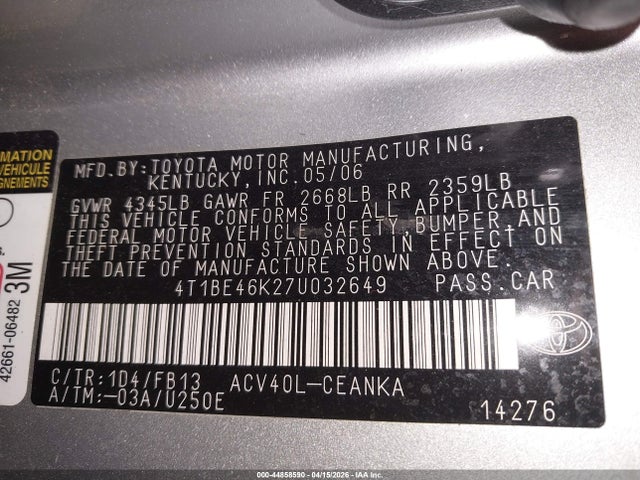 MATION
VÉHICULE
GNEMENTS
s.
3M
42661-06482
MFD.BY:TOYOTA MOTOR MANUFACTURING,
KENTUCKY,INC.05/06
GVWR 4345LB GAWR FR 2668LB RR 2359LB
THIS VEHICLE CONFORMS TO ALL APPLICABLE
FEDERAL MOTOR VEHICLE SAFETY,BUMPER,AND
THEFT PREVENTION STANDARDS IN EFFECT ON
THE DATE OF MANUFACTURE SHOWN ABOVE.
4T1BE46K27U032649 PASS.CAR
C/TR:1D4/FB13 ACV40L-CEANKA
A/TM:-03A/U250E
14276
000-44858590 - 04/15/2026 - IAACDN.CA